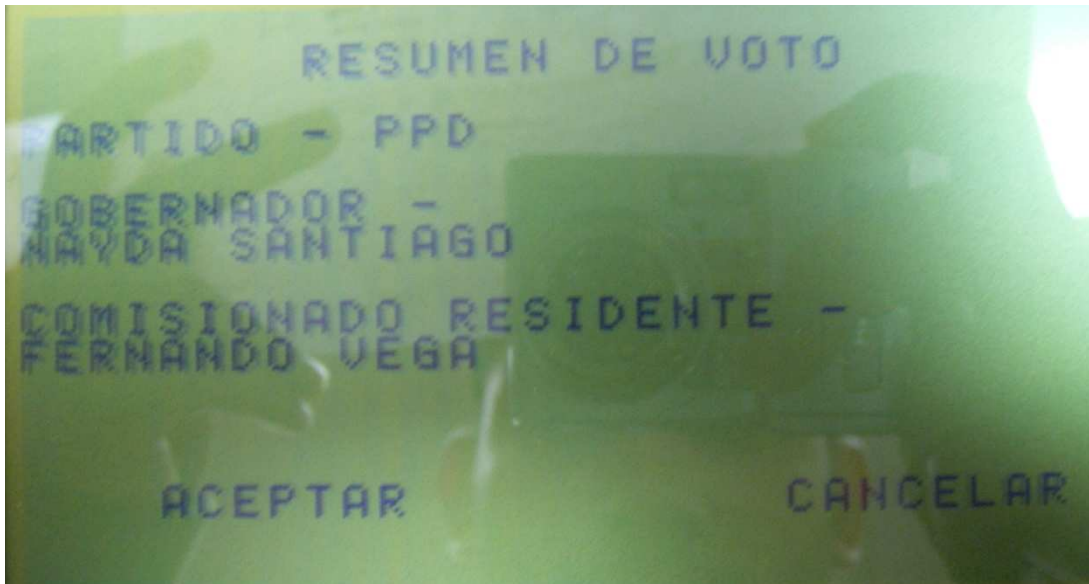 RESUMEN DE VOTO
PARTIDO - PPD
GOBERNADOR -
NAYDA SANTIAGO
COMISIONADO RESIDENTE -
FERNANDO VEGA
ACEPTAR CANCELAR